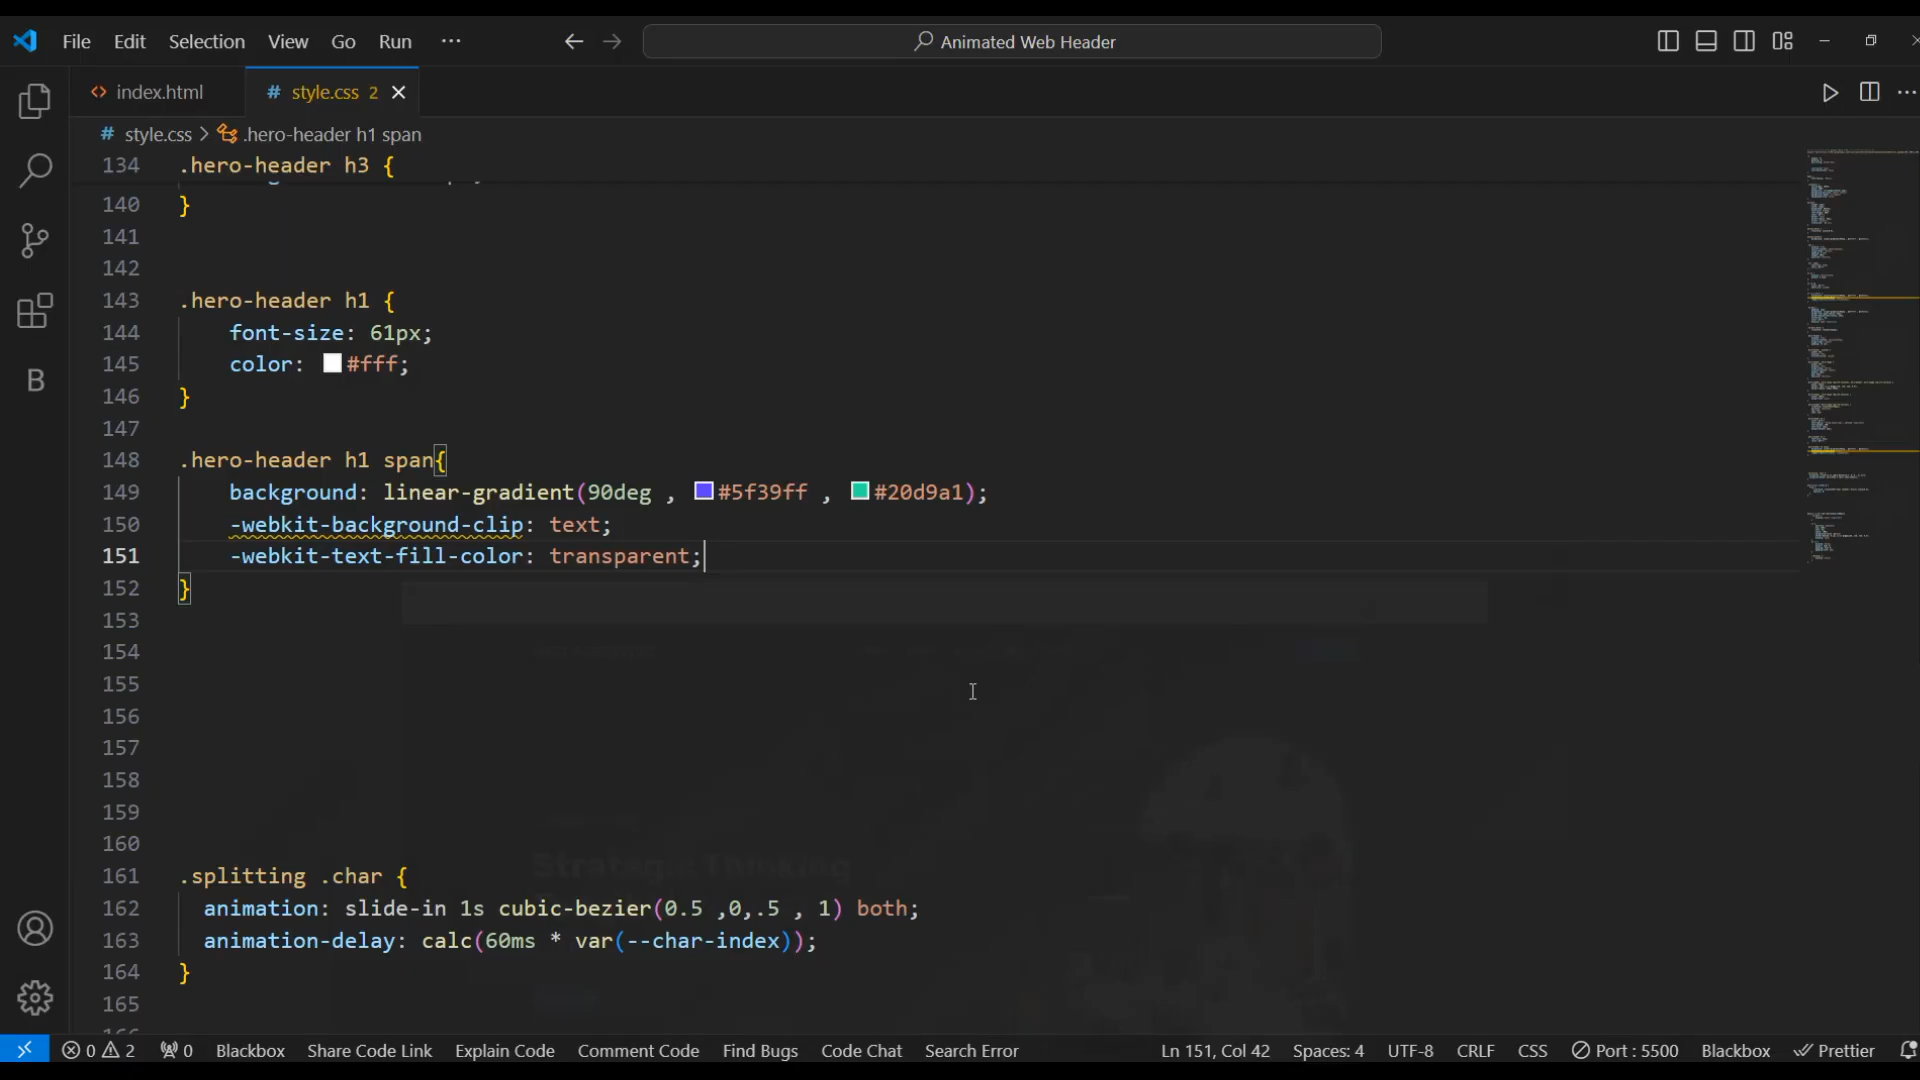 File Edit Selection View Go Run ··· Animated Web Header
index.html style.css 2
# style.css > .hero-header h1 span
134 .hero-header h3 {
140 }
141
142
143 .hero-header h1 {
144 font-size: 61px;
145 color: #fff;
146 }
147
148 .hero-header h1 span{
149 background: linear-gradient(90deg , #5f39ff , #20d9a1);
150 -webkit-background-clip: text;
151 -webkit-text-fill-color: transparent;
152 }
153
154
155
156
157
158
159
160
161 .splitting .char {
162 animation: slide-in 1s cubic-bezier(0.5 ,0,.5 , 1) both;
163 animation-delay: calc(60ms * var(--char-index));
164 }
165
B
Strategic Thinking
0 2 0 Blackbox Share Code Link Explain Code Comment Code Find Bugs Code Chat Search Error Ln 151, Col 42 Spaces: 4 UTF-8 CRLF CSS Port : 5500 Blackbox Prettier